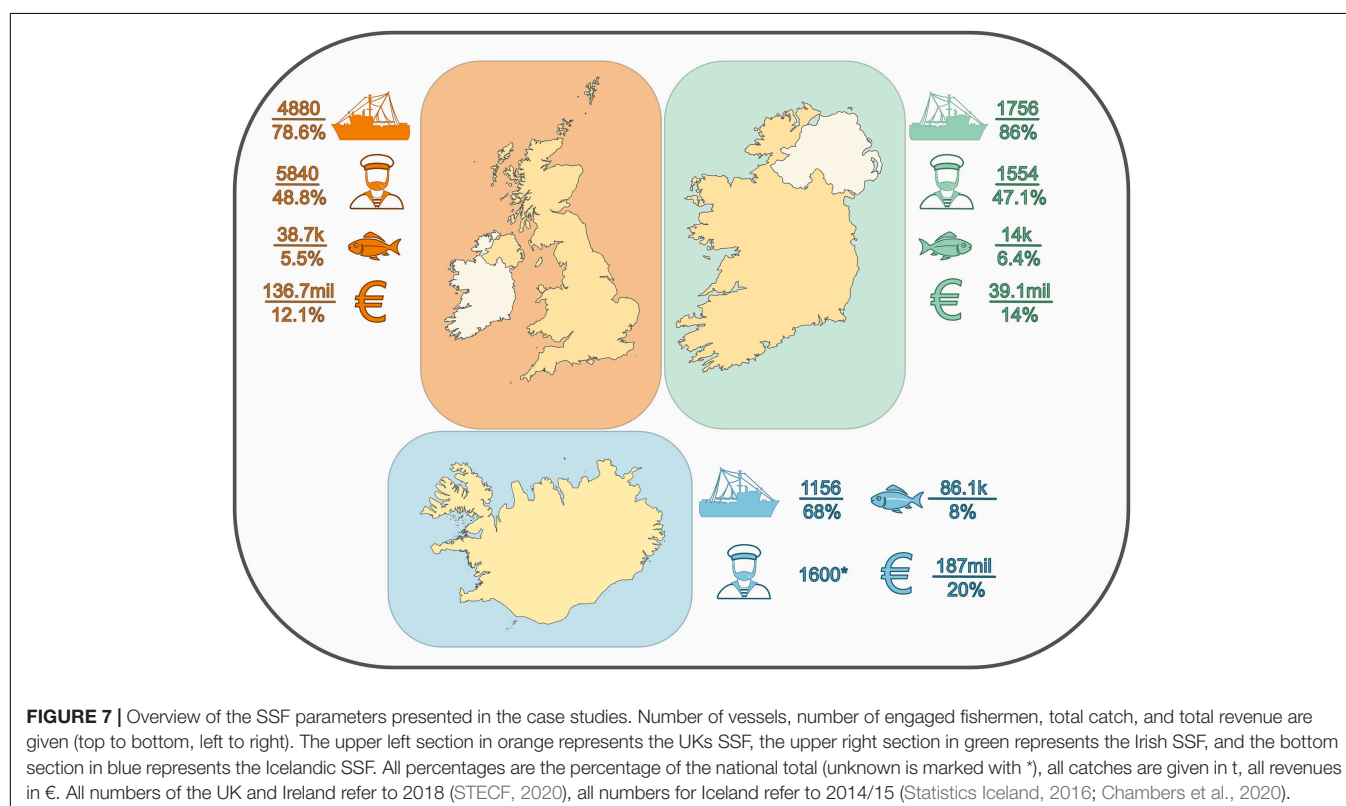 4880
78.6%
5840
48.8%
38.7k
5.5%
136.7mil
12.1%
€
1756
86%
1554
47.1%
14k
6.4%
€
39.1mil
14%
1156
68%
86.1k
8%
1600*
€
187mil
20%
FIGURE 7 | Overview of the SSF parameters presented in the case studies. Number of vessels, number of engaged fishermen, total catch, and total revenue are
given (top to bottom, left to right). The upper left section in orange represents the UKs SSF, the upper right section in green represents the Irish SSF, and the bottom
section in blue represents the Icelandic SSF. All percentages are the percentage of the national total (unknown is marked with *), all catches are given in t, all revenues
in €. All numbers of the UK and Ireland refer to 2018 (STECF, 2020), all numbers for Iceland refer to 2014/15 (Statistics Iceland, 2016; Chambers et al., 2020).